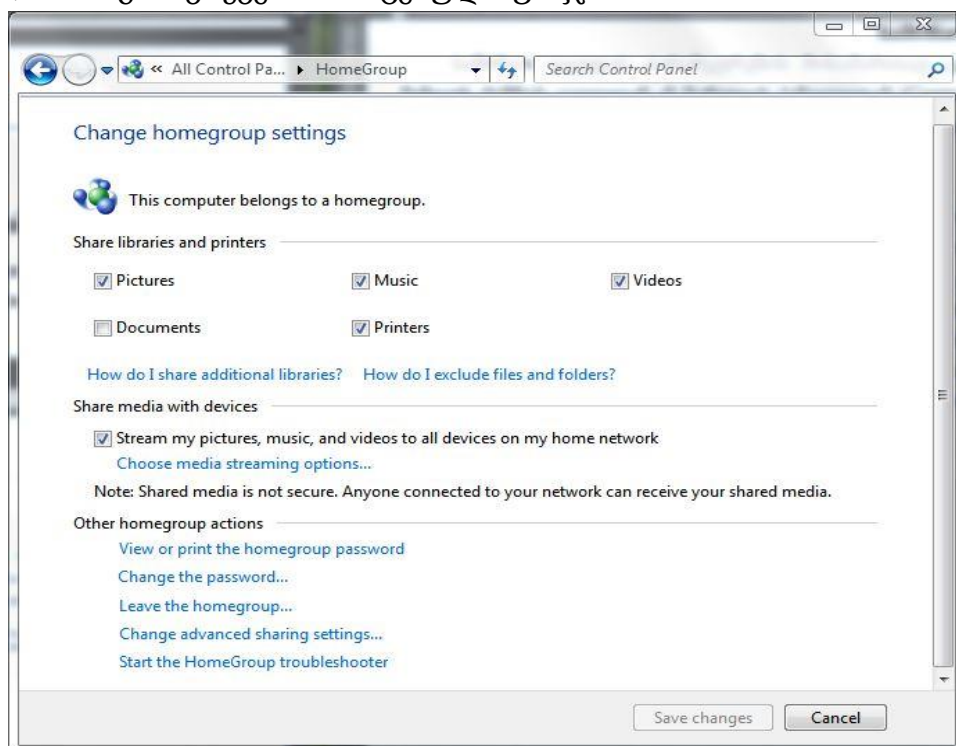 « All Control Pa... ▸ HomeGroup
Search Control Panel
Change homegroup settings
This computer belongs to a homegroup.
Share libraries and printers
Pictures Music Videos
Documents Printers
How do I share additional libraries? How do I exclude files and folders?
Share media with devices
Stream my pictures, music, and videos to all devices on my home network
Choose media streaming options...
Note: Shared media is not secure. Anyone connected to your network can receive your shared media.
Other homegroup actions
View or print the homegroup password
Change the password...
Leave the homegroup...
Change advanced sharing settings...
Start the HomeGroup troubleshooter
Save changes Cancel